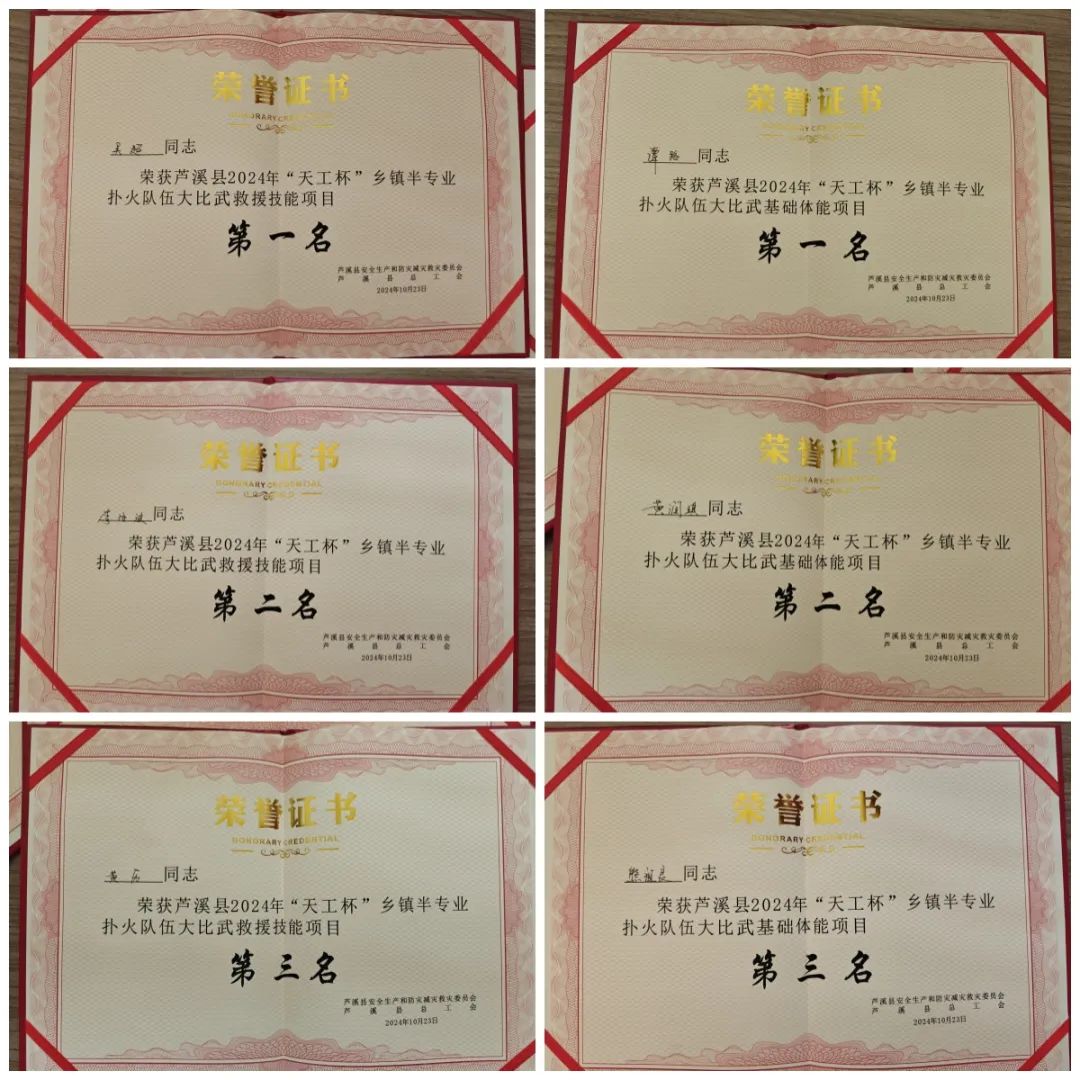 荣誉证书
HONORARY CREDENTIAL
吴超 同志
荣获芦溪县2024年“天工杯”乡镇半专业
扑火队伍大比武救援技能项目
第一名
芦溪县安全生产和防灾减灾救灾委员会
芦溪县总工会
2024年10月23日
荣誉证书
HONORARY CREDENTIAL
同志
荣获芦溪县2024年“天工杯”乡镇半专业
扑火队伍大比武基础体能项目
第一名
芦溪县安全生产和防灾减灾救灾委员会
芦溪县总工会
2024年10月23日
荣誉证书
HONORARY CREDENTIAL
同志
荣获芦溪县2024年“天工杯”乡镇半专业
扑火队伍大比武救援技能项目
第二名
芦溪县安全生产和防灾减灾救灾委员会
芦溪县总工会
2024年10月23日
荣誉证书
HONORARY CREDENTIAL
同志
荣获芦溪县2024年“天工杯”乡镇半专业
扑火队伍大比武基础体能项目
第二名
芦溪县安全生产和防灾减灾救灾委员会
芦溪县总工会
2024年10月23日
荣誉证书
HONORARY CREDENTIAL
同志
荣获芦溪县2024年“天工杯”乡镇半专业
扑火队伍大比武救援技能项目
第三名
芦溪县安全生产和防灾减灾救灾委员会
芦溪县总工会
2024年10月23日
荣誉证书
HONORARY CREDENTIAL
同志
荣获芦溪县2024年“天工杯”乡镇半专业
扑火队伍大比武基础体能项目
第三名
芦溪县安全生产和防灾减灾救灾委员会
芦溪县总工会
2024年10月23日